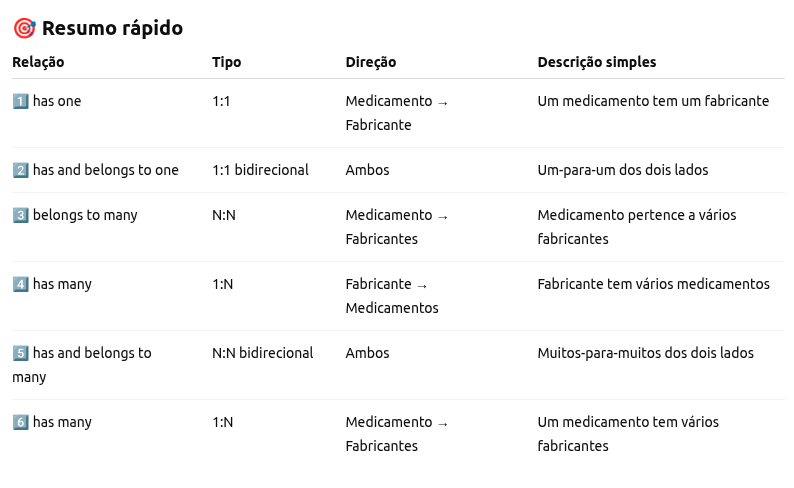 🎯 Resumo rápido
Relação Tipo Direção Descrição simples
1️⃣ has one 1:1 Medicamento → Um medicamento tem um fabricante
Fabricante
2️⃣ has and belongs to one 1:1 bidirecional Ambos Um-para-um dos dois lados
3️⃣ belongs to many N:N Medicamento → Medicamento pertence a vários
Fabricantes fabricantes
4️⃣ has many 1:N Fabricante → Fabricante tem vários medicamentos
Medicamentos
5️⃣ has and belongs to N:N bidirecional Ambos Muitos-para-muitos dos dois lados
many
6️⃣ has many 1:N Medicamento → Um medicamento tem vários
Fabricantes fabricantes